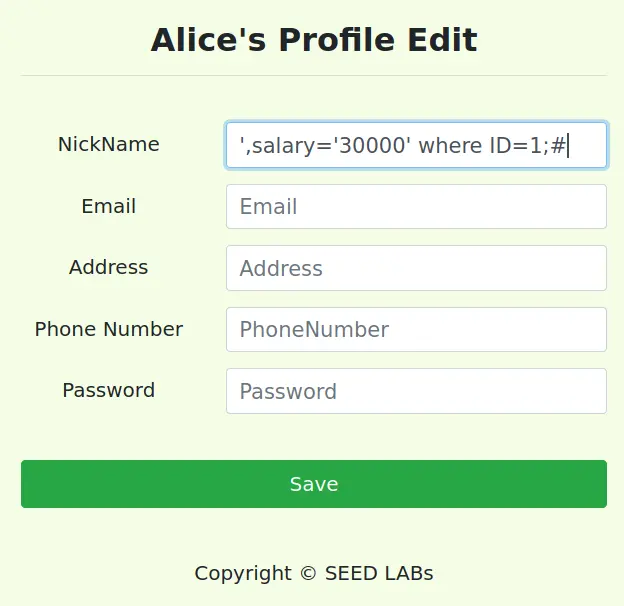 Alice's Profile Edit
NickName
',salary='30000' where ID=1;#
Email
Email
Address
Address
Phone Number
PhoneNumber
Password
Password
Save
Copyright © SEED LABs